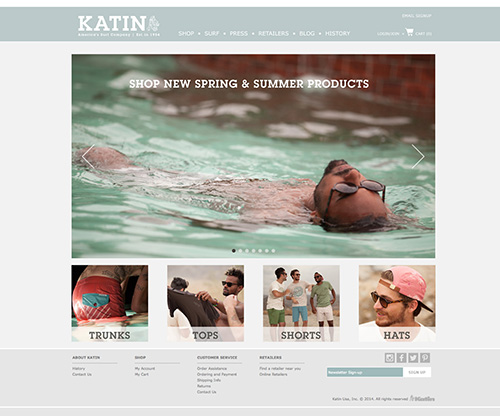 KATIN
America's Own Company | Est in 1954
EMAIL SIGNUP
SHOP • SURF • PRESS • RETAILERS • BLOG • HISTORY
LOGIN/JOIN • CART (0)
SHOP NEW SPRING & SUMMER PRODUCTS
TRUNKS
TOPS
SHORTS
HATS
ABOUT KATIN
History
Contact Us
SHOP
My Account
My Cart
CUSTOMER SERVICE
Order Assistance
Ordering and Payment
Shipping Info
Returns
Contact Us
RETAILERS
Find a retailer near you
Online Retailers
Newsletter Sign Up
SIGN UP
Katin Usa, Inc. © 2014. All rights reserved